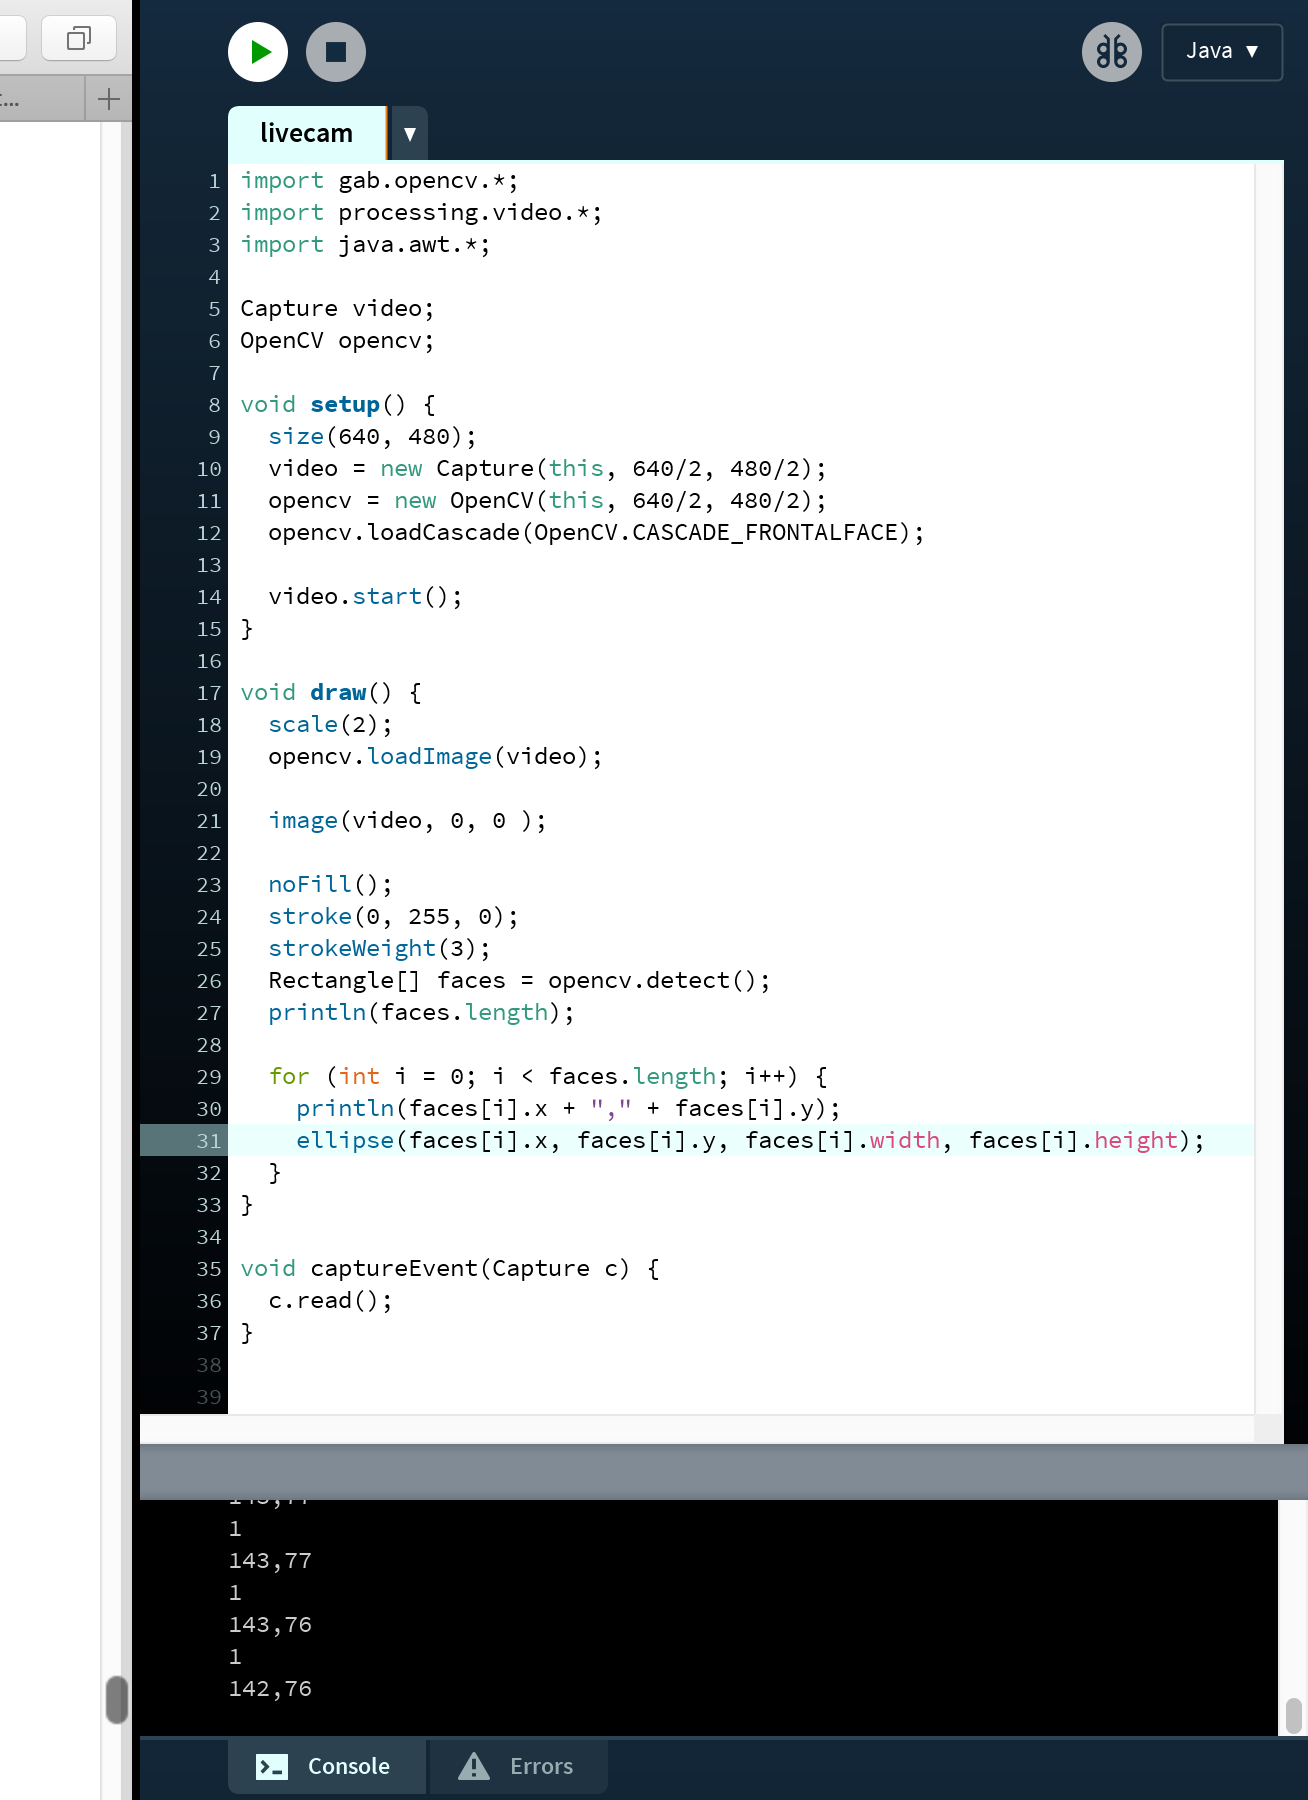 Java ▼
livecam ▼
1 import gab.opencv.*;
2 import processing.video.*;
3 import java.awt.*;
4
5 Capture video;
6 OpenCV opencv;
7
8 void setup() {
9 size(640, 480);
10 video = new Capture(this, 640/2, 480/2);
11 opencv = new OpenCV(this, 640/2, 480/2);
12 opencv.loadCascade(OpenCV.CASCADE_FRONTALFACE);
13
14 video.start();
15 }
16
17 void draw() {
18 scale(2);
19 opencv.loadImage(video);
20
21 image(video, 0, 0 );
22
23 noFill();
24 stroke(0, 255, 0);
25 strokeWeight(3);
26 Rectangle[] faces = opencv.detect();
27 println(faces.length);
28
29 for (int i = 0; i < faces.length; i++) {
30 println(faces[i].x + "," + faces[i].y);
31 ellipse(faces[i].x, faces[i].y, faces[i].width, faces[i].height);
32 }
33 }
34
35 void captureEvent(Capture c) {
36 c.read();
37 }
38
39
1
143,77
1
143,76
1
142,76
Console
Errors